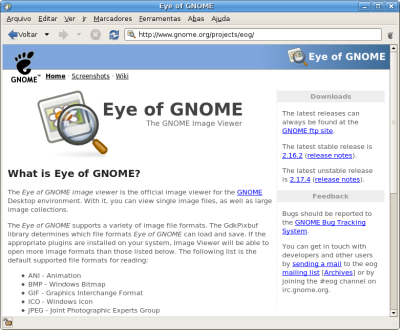 Eye of GNOME
Arquivo Editar Ver Ir Marcadores Ferramentas Abas Ajuda
Voltar http://www.gnome.org/projects/eog/
Eye of GNOME
GNOME™
Home · Screenshots · Wiki
Eye of GNOME
The GNOME Image Viewer
What is Eye of GNOME?
The Eye of GNOME image viewer is the official image viewer for the GNOME
Desktop environment. With it, you can view single image files, as well as large
image collections.
The Eye of GNOME supports a variety of image file formats. The GdkPixbuf
library determines which file formats Eye of GNOME can load and save. If the
appropriate plugins are installed on your system, Image Viewer will be able to
open more image formats than those listed below. The following list is the
default supported file formats for reading:
ANI - Animation
BMP - Windows Bitmap
GIF - Graphics Interchange Format
ICO - Windows Icon
JPEG - Joint Photographic Experts Group
Downloads
The latest releases can
always be found at the
GNOME ftp site.
The latest stable release is
2.16.2 (release notes).
The latest unstable release
is 2.17.4 (release notes).
Feedback
Bugs should be reported to
the GNOME Bug Tracking
System.
You can get in touch with
developers and other users
by sending a mail to the eog
mailing list [Archives] or by
joining the #eog channel on
irc.gnome.org.